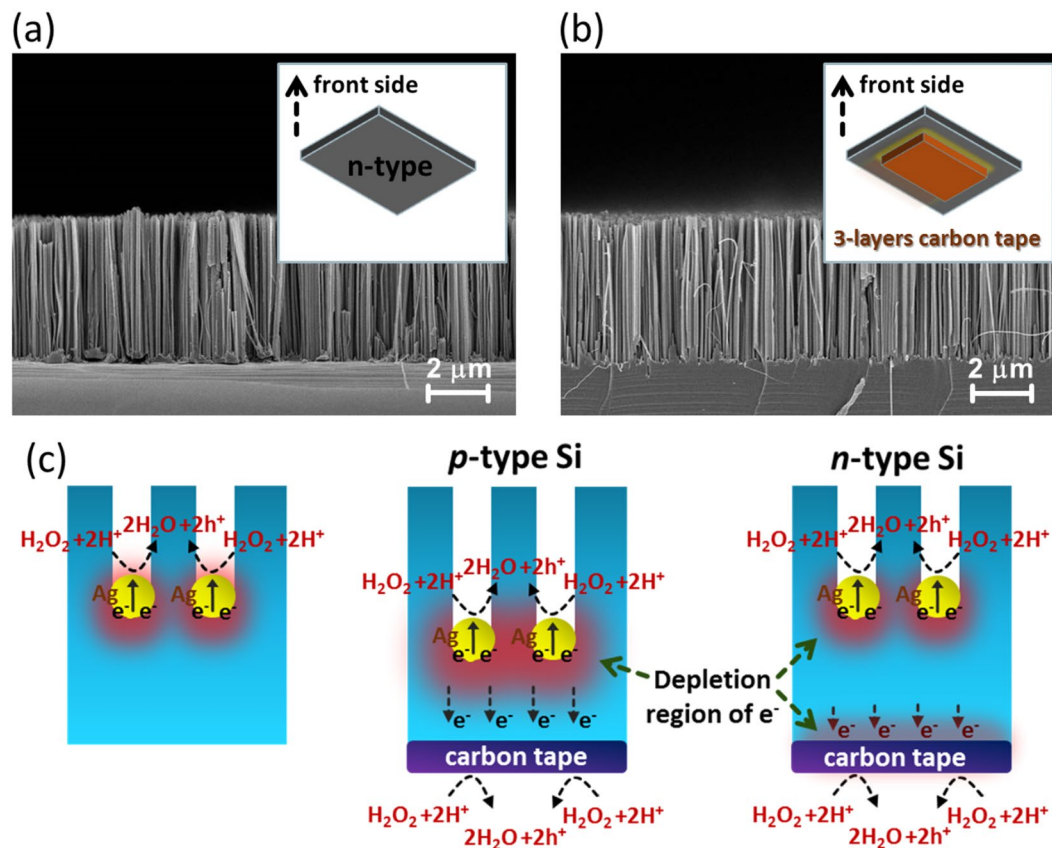 (a)
front side
n-type
2 μm
(b)
front side
3-layers carbon tape
2 μm
(c)
H₂O₂+2H⁺
2H₂O+2h⁺
H₂O₂+2H⁺
Ag
e⁻ e⁻
e⁻ e⁻
p-type Si
H₂O₂+2H⁺
2H₂O+2h⁺
H₂O₂+2H⁺
Ag
e⁻ e⁻
e⁻ e⁻
e⁻ e⁻ e⁻ e⁻
carbon tape
H₂O₂+2H⁺
H₂O₂+2H⁺
2H₂O+2h⁺
Depletion
region of e⁻
n-type Si
H₂O₂+2H⁺
2H₂O+2h⁺
H₂O₂+2H⁺
Ag
e⁻ e⁻
e⁻ e⁻
e⁻ e⁻ e⁻ e⁻
carbon tape
H₂O₂+2H⁺
H₂O₂+2H⁺
2H₂O+2h⁺